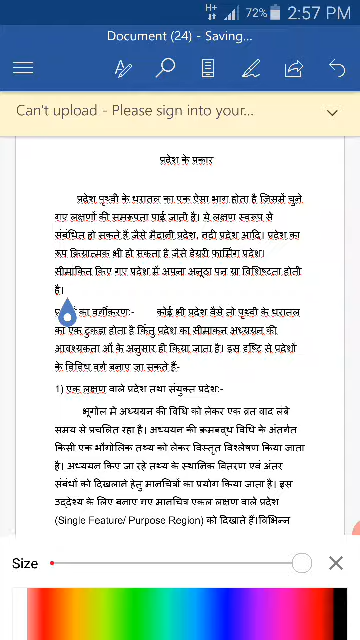 H+ 72% 2:57 PM
Document (24) - Saving...
Can't upload - Please sign into your...
प्रदेश के प्रकार
प्रदेश पृथ्वी के धरातल का एक ऐसा भाग होता है जिसमें चुने
गए लक्षणों की समरूपता पाई जाती है। ये लक्षण स्वरूप से
संबंधित हो सकते हैं जैसे मैदानी प्रदेश, नदी प्रदेश आदि। प्रदेश का
रूप क्रियात्मक भी हो सकता है जैसे डेयरी फार्मिंग प्रदेश।
सीमांकित किए गए प्रदेश में अपना अनूठा पन या विशिष्टता होती
है।
का वर्गीकरण:- कोई भी प्रदेश वैसे तो पृथ्वी के धरातल
का एक टुकड़ा होता है किंतु प्रदेश का सीमांकन अध्ययन की
आवश्यकता ओं के अनुसार ही किया जाता है। इस दृष्टि से प्रदेशों
के विविध वर्ग बनाए जा सकते हैं-
1) एक लक्षण वाले प्रदेश तथा संयुक्त प्रदेश:-
भूगोल मे अध्ययन की विधि को लेकर एक व्रत वाद लंबे
समय से प्रचलित रहा है। अध्ययन की क्रमबध्ध विधि के अंतर्गत
किसी एक भौगोलिक तथ्य को लेकर विस्तृत विश्लेषण किया जाता
है। अध्ययन किए जा रहे तथ्य के स्थानिक वितरण एवं अंतर
संबंधों को दिखलाने हेतु मानचित्रों का प्रयोग किया जाता है। इस
उद्देश्य के लिए बनाए गए मानचित्र एकल लक्षण वाले प्रदेश
(Single Feature/ Purpose Region) को दिखाते हैं।विभिन्न
Size